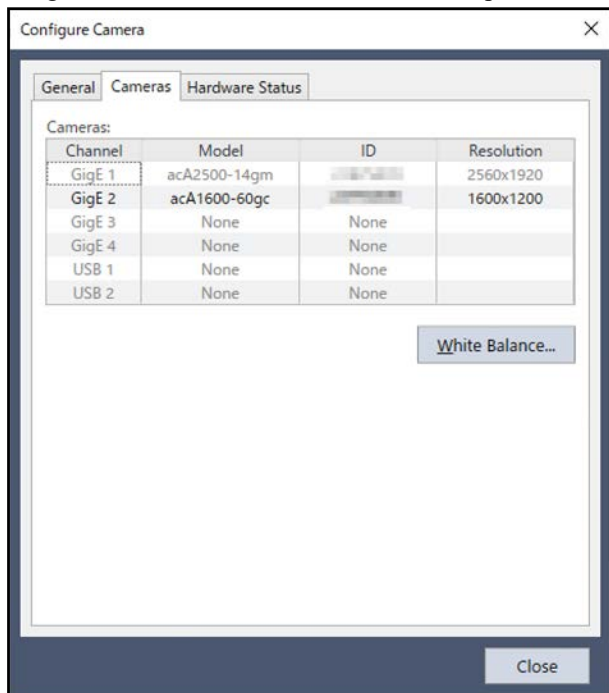 Configure Camera
General Cameras Hardware Status
Cameras:
Channel Model ID Resolution
GigE 1 acA2500-14gm 2560x1920
GigE 2 acA1600-60gc 1600x1200
GigE 3 None None
GigE 4 None None
USB 1 None None
USB 2 None None
White Balance...
Close